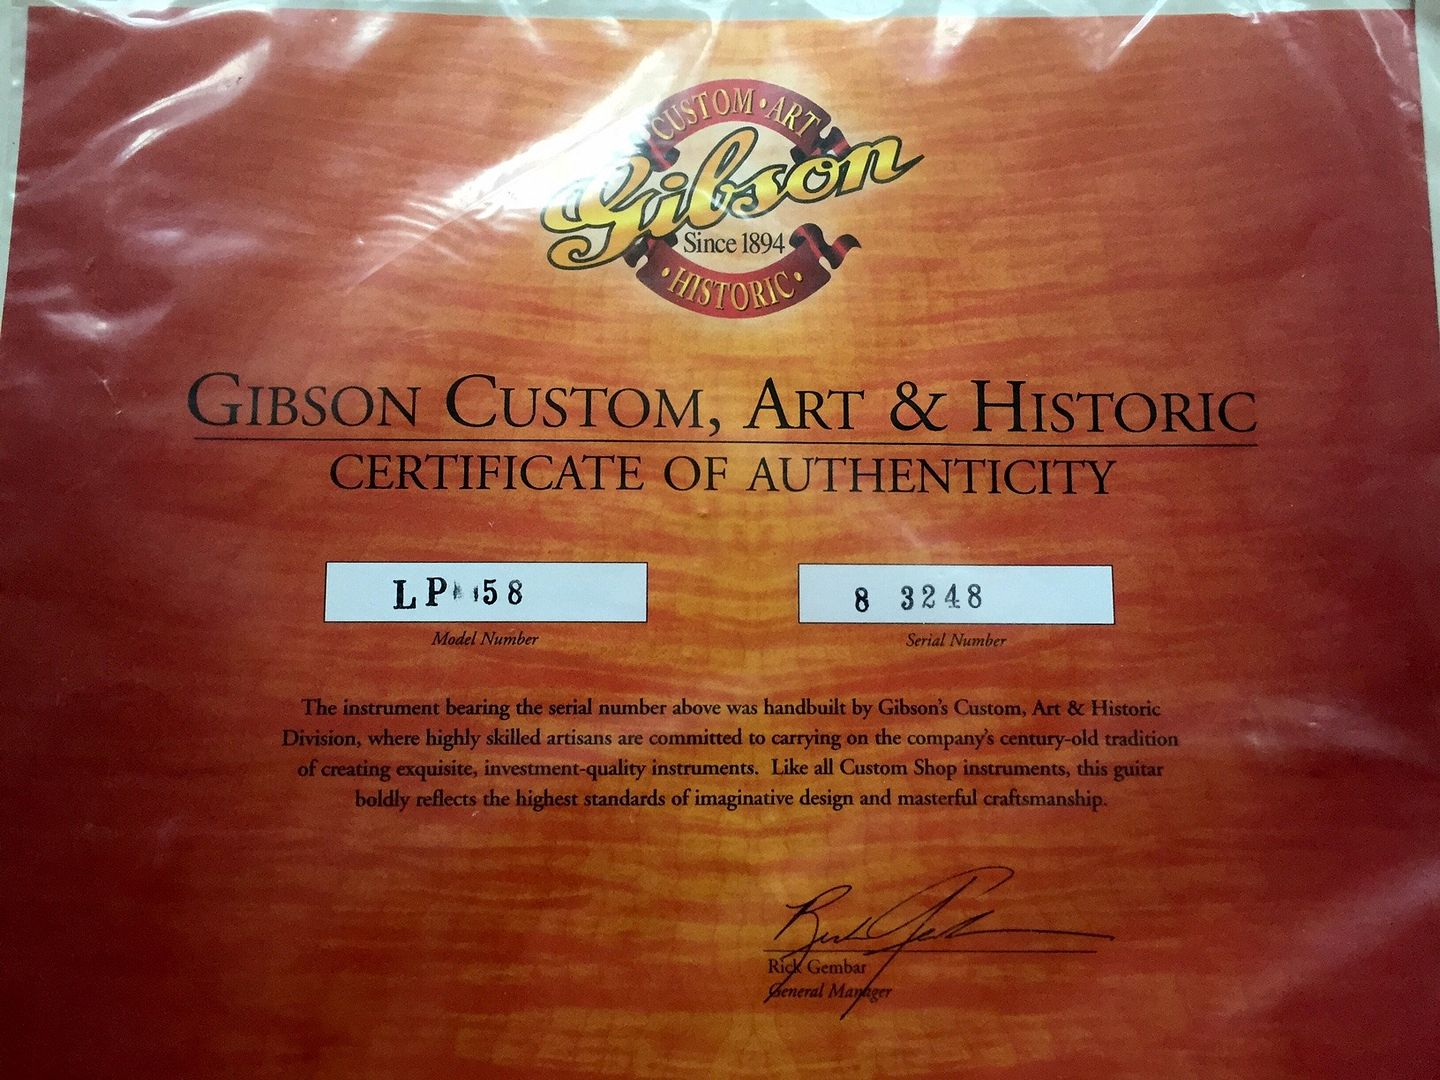 CUSTOM • ART
Gibson
Since 1894
• HISTORIC •
GIBSON CUSTOM, ART & HISTORIC
CERTIFICATE OF AUTHENTICITY
LP 58
8 3248
Model Number
Serial Number
The instrument bearing the serial number above was handbuilt by Gibson's Custom, Art & Historic
Division, where highly skilled artisans are committed to carrying on the company's century-old tradition
of creating exquisite, investment-quality instruments. Like all Custom Shop instruments, this guitar
boldly reflects the highest standards of imaginative design and masterful craftsmanship.
Rick Gembar
General Manager